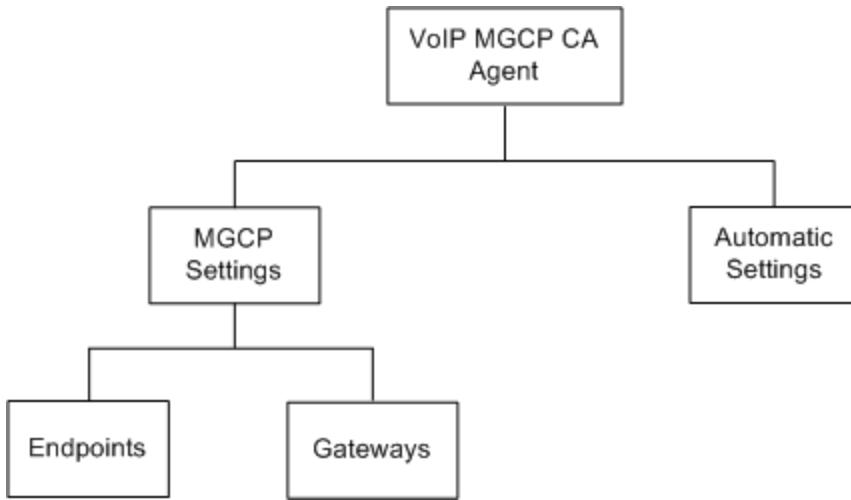 VoIP MGCP CA
Agent
MGCP
Settings
Automatic
Settings
Endpoints
Gateways